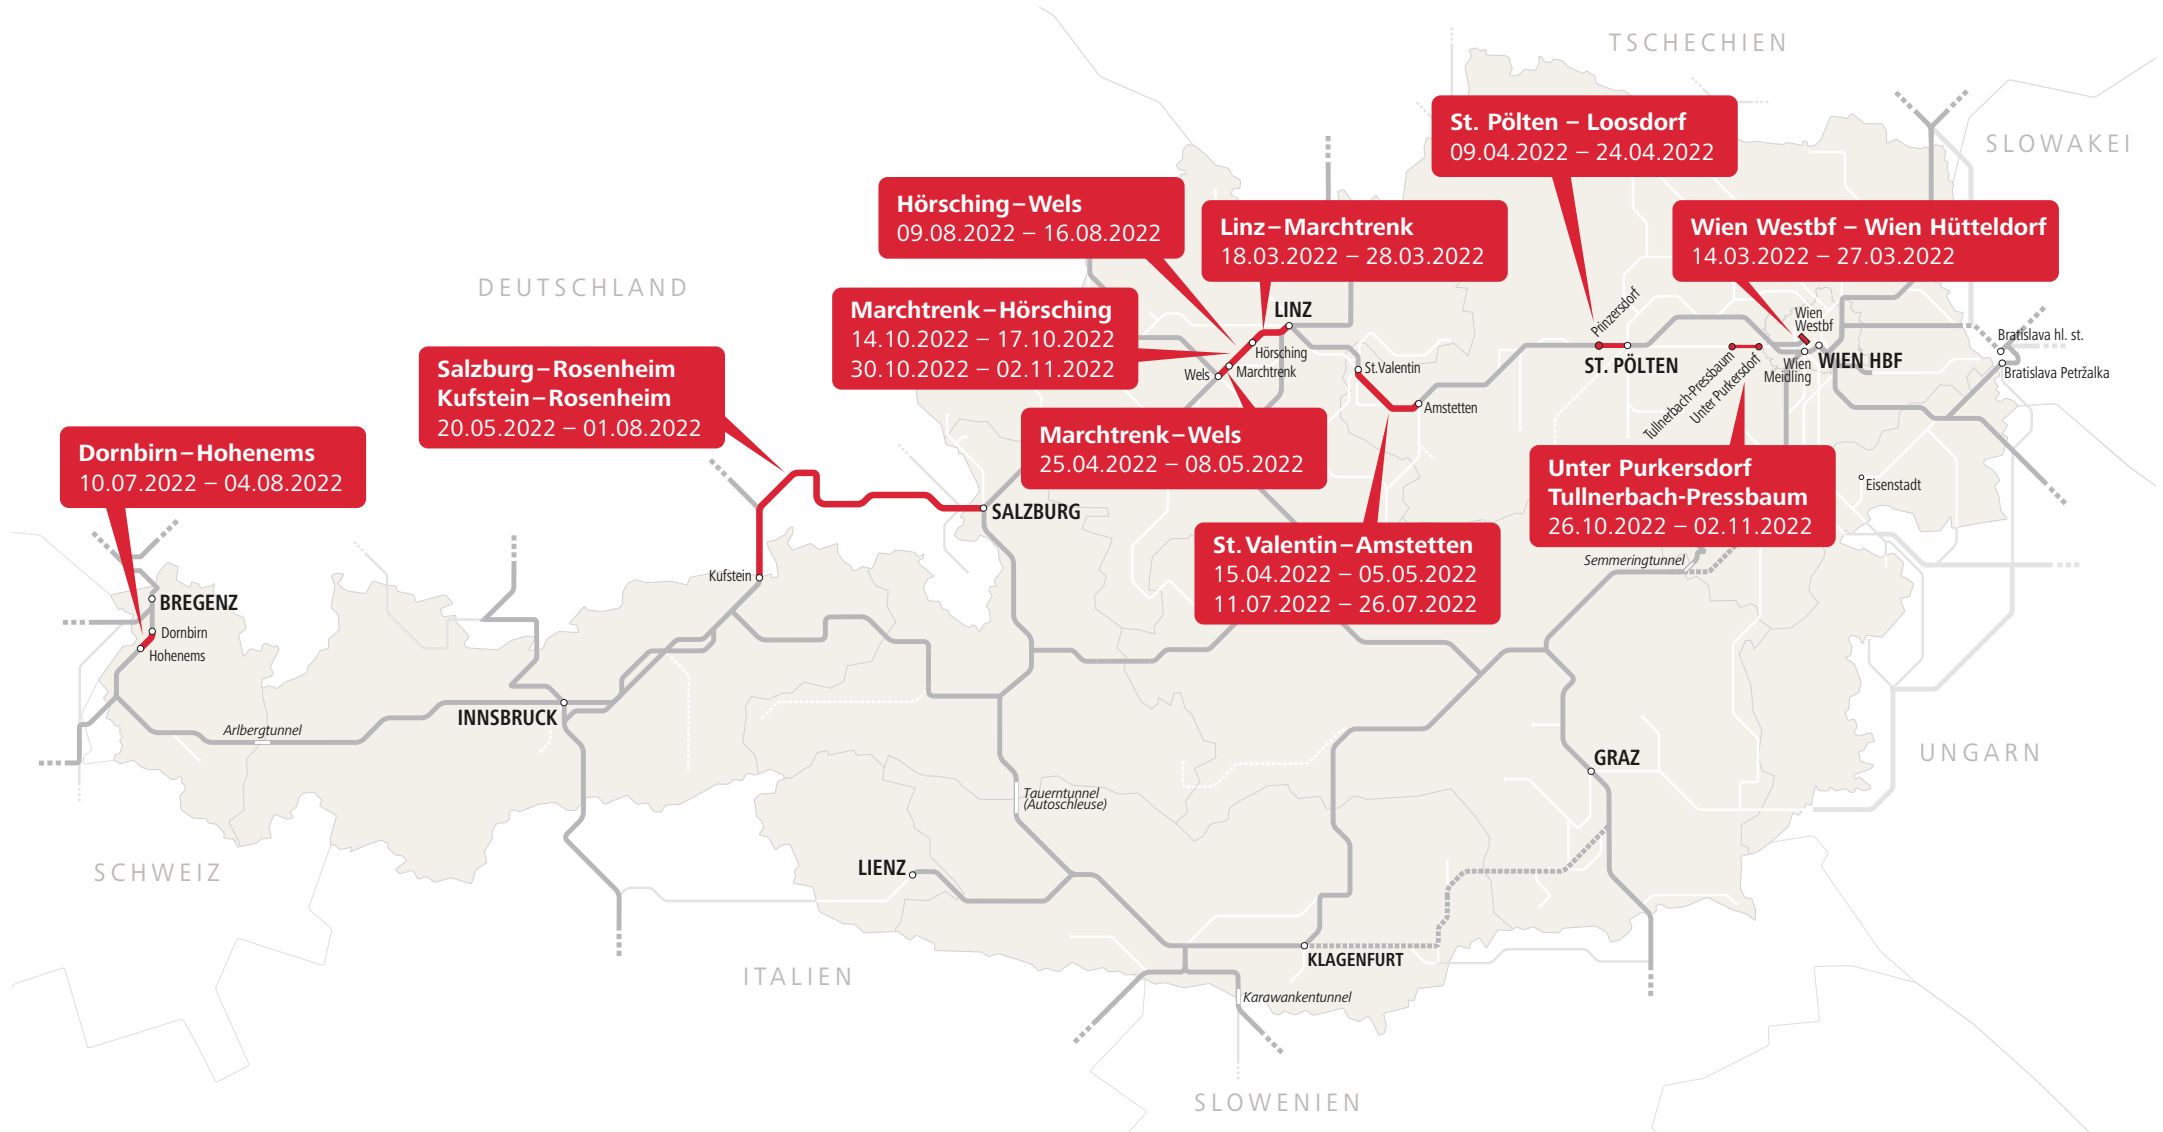 TSCHECHIEN
SLOWAKEI
DEUTSCHLAND
SCHWEIZ
ITALIEN
SLOWENIEN
UNGARN
St. Pölten – Loosdorf
09.04.2022 – 24.04.2022
Hörsching – Wels
09.08.2022 – 16.08.2022
Linz – Marchtrenk
18.03.2022 – 28.03.2022
Wien Westbf – Wien Hütteldorf
14.03.2022 – 27.03.2022
Marchtrenk – Hörsching
14.10.2022 – 17.10.2022
30.10.2022 – 02.11.2022
Salzburg – Rosenheim
Kufstein – Rosenheim
20.05.2022 – 01.08.2022
Marchtrenk – Wels
25.04.2022 – 08.05.2022
Dornbirn – Hohenems
10.07.2022 – 04.08.2022
Unter Purkersdorf
Tullnerbach-Pressbaum
26.10.2022 – 02.11.2022
St. Valentin – Amstetten
15.04.2022 – 05.05.2022
11.07.2022 – 26.07.2022
LINZ
Hörsching
Marchtrenk
Wels
St.Valentin
Amstetten
Prinzersdorf
ST. PÖLTEN
Tullnerbach-Pressbaum
Unter Purkersdorf
Wien
Westbf
Wien
Meidling
WIEN HBF
Bratislava hl. st.
Bratislava Petržalka
Eisenstadt
Semmeringtunnel
SALZBURG
Kufstein
BREGENZ
Dornbirn
Hohenems
Arlbergtunnel
INNSBRUCK
Tauerntunnel
(Autoschleuse)
LIENZ
GRAZ
KLAGENFURT
Karawankentunnel